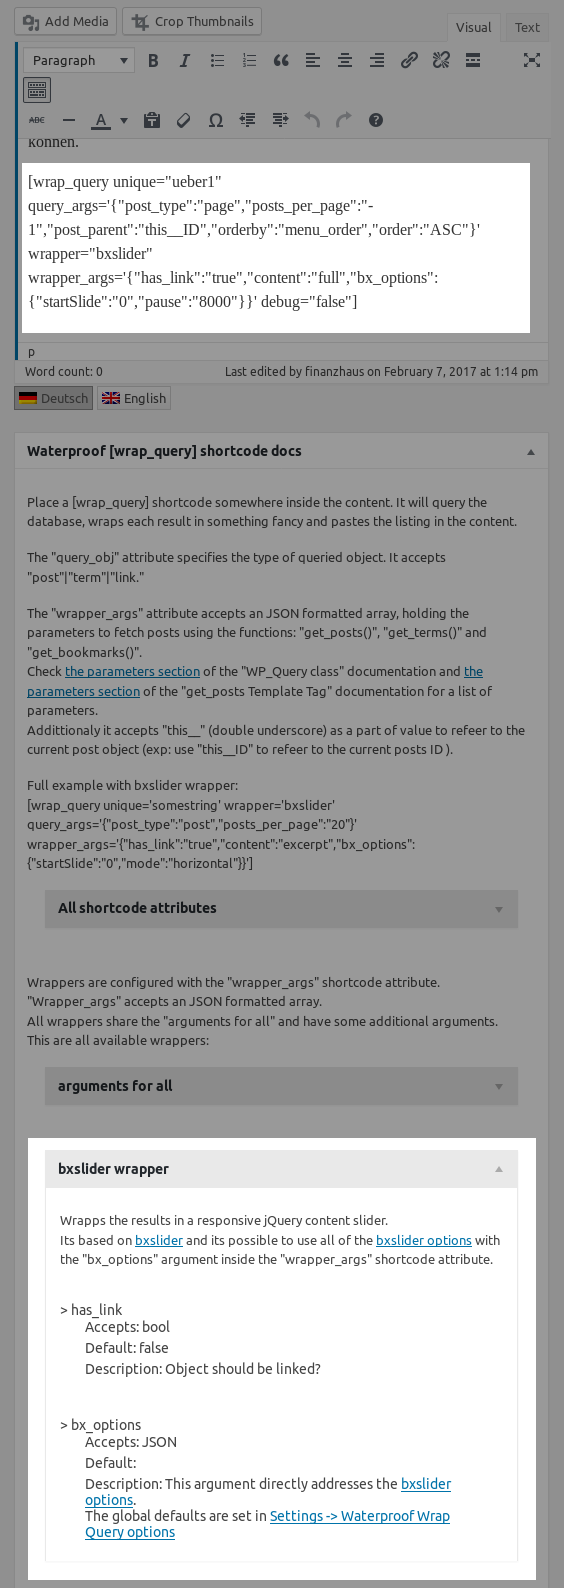 Add Media Crop Thumbnails Visual Text
Paragraph
ABC
können.
[wrap_query unique="ueber1"
query_args='{"post_type":"page","posts_per_page":"-
1","post_parent":"this__ID","orderby":"menu_order","order":"ASC"}'
wrapper="bxslider"
wrapper_args='{"has_link":"true","content":"full","bx_options":
{"startSlide":"0","pause":"8000"}}' debug="false"]
p
Word count: 0 Last edited by finanzhaus on February 7, 2017 at 1:14 pm
Deutsch English
Waterproof [wrap_query] shortcode docs
Place a [wrap_query] shortcode somewhere inside the content. It will query the
database, wraps each result in something fancy and pastes the listing in the content.
The "query_obj" attribute specifies the type of queried object. It accepts
"post"|"term"|"link."
The "wrapper_args" attribute accepts an JSON formatted array, holding the
parameters to fetch posts using the functions: "get_posts()", "get_terms()" and
"get_bookmarks()".
Check the parameters section of the "WP_Query class" documentation and the
parameters section of the "get_posts Template Tag" documentation for a list of
parameters.
Addittionaly it accepts "this__" (double underscore) as a part of value to refeer to the
current post object (exp: use "this__ID" to refeer to the current posts ID ).
Full example with bxslider wrapper:
[wrap_query unique='somestring' wrapper='bxslider'
query_args='{"post_type":"post","posts_per_page":"20"}'
wrapper_args='{"has_link":"true","content":"excerpt","bx_options":
{"startSlide":"0","mode":"horizontal"}}']
All shortcode attributes
Wrappers are configured with the "wrapper_args" shortcode attribute.
"Wrapper_args" accepts an JSON formatted array.
All wrappers share the "arguments for all" and have some additional arguments.
This are all available wrappers:
arguments for all
bxslider wrapper
Wrapps the results in a responsive jQuery content slider.
Its based on bxslider and its possible to use all of the bxslider options with
the "bx_options" argument inside the "wrapper_args" shortcode attribute.
> has_link
Accepts: bool
Default: false
Description: Object should be linked?
> bx_options
Accepts: JSON
Default:
Description: This argument directly addresses the bxslider
options.
The global defaults are set in Settings -> Waterproof Wrap
Query options